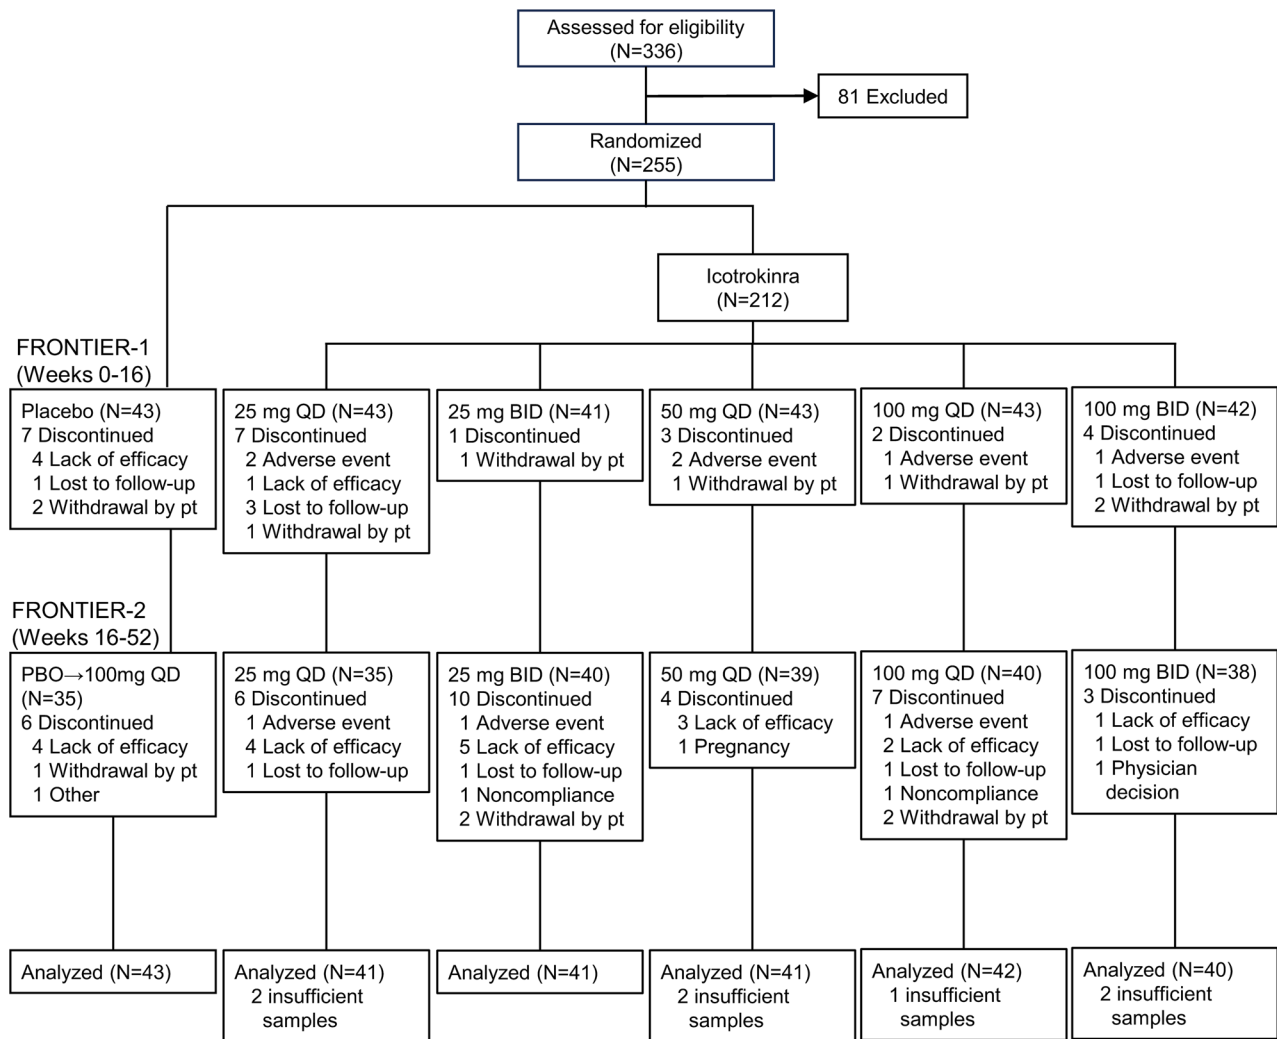 Assessed for eligibility
(N=336)
81 Excluded
Randomized
(N=255)
Icotrokinra
(N=212)
FRONTIER-1
(Weeks 0-16)
Placebo (N=43)
7 Discontinued
4 Lack of efficacy
1 Lost to follow-up
2 Withdrawal by pt
25 mg QD (N=43)
7 Discontinued
2 Adverse event
1 Lack of efficacy
3 Lost to follow-up
1 Withdrawal by pt
25 mg BID (N=41)
1 Discontinued
1 Withdrawal by pt
50 mg QD (N=43)
3 Discontinued
2 Adverse event
1 Withdrawal by pt
100 mg QD (N=43)
2 Discontinued
1 Adverse event
1 Withdrawal by pt
100 mg BID (N=42)
4 Discontinued
1 Adverse event
1 Lost to follow-up
2 Withdrawal by pt
FRONTIER-2
(Weeks 16-52)
PBO→100mg QD
(N=35)
6 Discontinued
4 Lack of efficacy
1 Withdrawal by pt
1 Other
25 mg QD (N=35)
6 Discontinued
1 Adverse event
4 Lack of efficacy
1 Lost to follow-up
25 mg BID (N=40)
10 Discontinued
1 Adverse event
5 Lack of efficacy
1 Lost to follow-up
1 Noncompliance
2 Withdrawal by pt
50 mg QD (N=39)
4 Discontinued
3 Lack of efficacy
1 Pregnancy
100 mg QD (N=40)
7 Discontinued
1 Adverse event
2 Lack of efficacy
1 Lost to follow-up
1 Noncompliance
2 Withdrawal by pt
100 mg BID (N=38)
3 Discontinued
1 Lack of efficacy
1 Lost to follow-up
1 Physician
decision
Analyzed (N=43)
Analyzed (N=41)
2 insufficient
samples
Analyzed (N=41)
Analyzed (N=41)
2 insufficient
samples
Analyzed (N=42)
1 insufficient
samples
Analyzed (N=40)
2 insufficient
samples